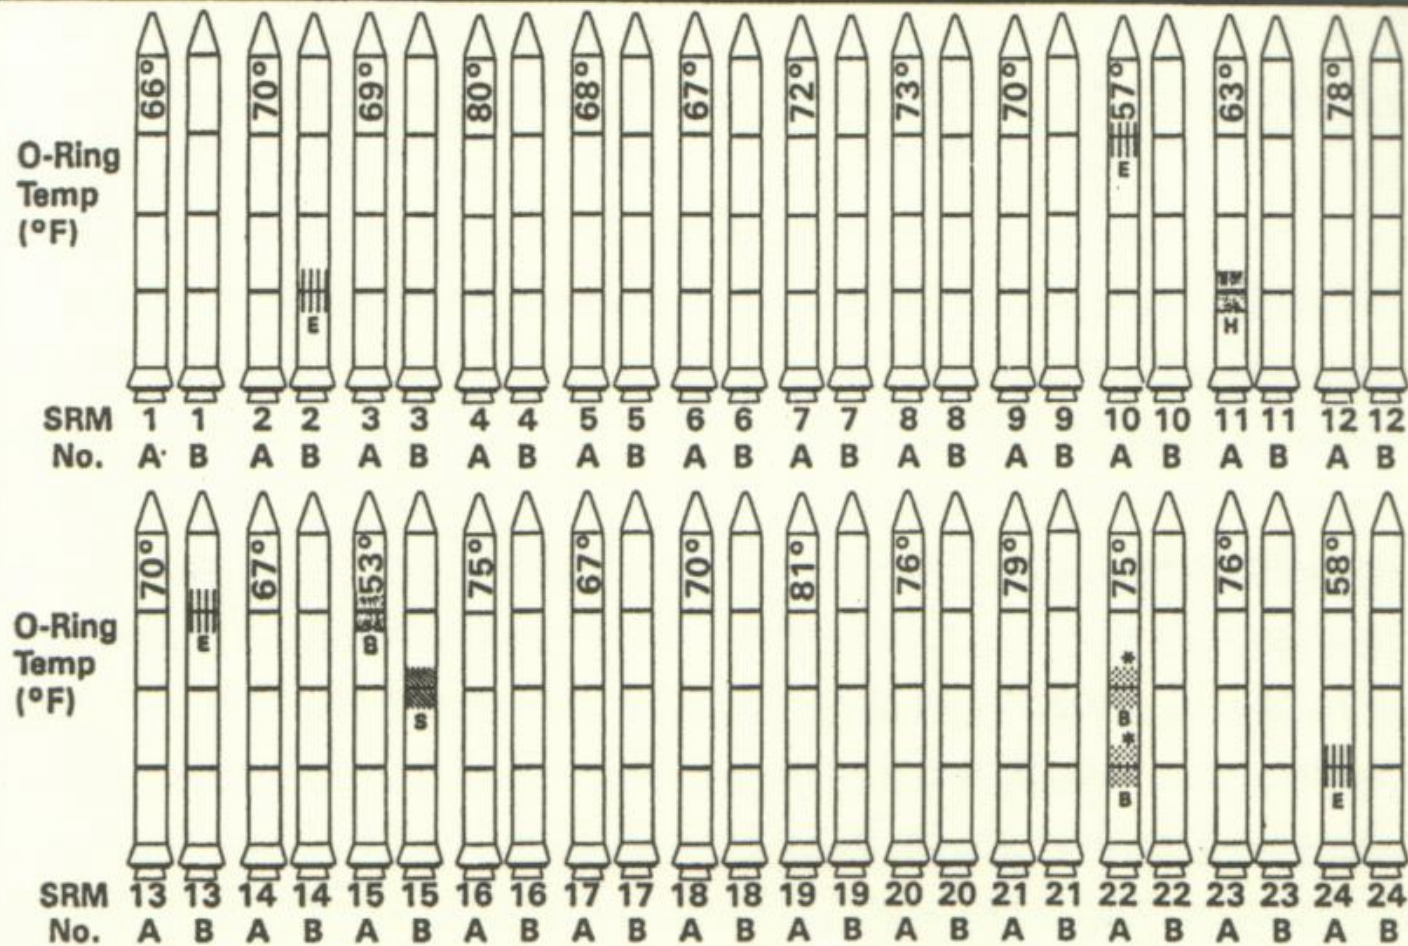 66° 70° 69° 80° 68° 67° 72° 73° 70° 57° 63° 78°
O-Ring
Temp
(°F)
E
H
E
SRM 1 1 2 2 3 3 4 4 5 5 6 6 7 7 8 8 9 9 10 10 11 11 12 12
No. A B A B A B A B A B A B A B A B A B A B A B A B
70° 67° 53° 75° 67° 70° 81° 76° 79° 75° 76° 58°
O-Ring
Temp
(°F)
E B
*
S B
*
B E
SRM 13 13 14 14 15 15 16 16 17 17 18 18 19 19 20 20 21 21 22 22 23 23 24 24
No. A B A B A B A B A B A B A B A B A B A B A B A B